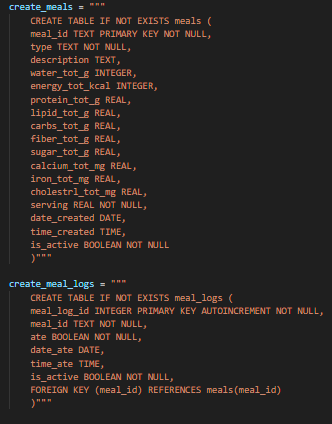 create_meals = """
CREATE TABLE IF NOT EXISTS meals (
meal_id TEXT PRIMARY KEY NOT NULL,
type TEXT NOT NULL,
description TEXT,
water_tot_g INTEGER,
energy_tot_kcal INTEGER,
protein_tot_g REAL,
lipid_tot_g REAL,
carbs_tot_g REAL,
fiber_tot_g REAL,
sugar_tot_g REAL,
calcium_tot_mg REAL,
iron_tot_mg REAL,
cholestrl_tot_mg REAL,
serving REAL NOT NULL,
date_created DATE,
time_created TIME,
is_active BOOLEAN NOT NULL
)"""
create_meal_logs = """
CREATE TABLE IF NOT EXISTS meal_logs (
meal_log_id INTEGER PRIMARY KEY AUTOINCREMENT NOT NULL,
meal_id TEXT NOT NULL,
ate BOOLEAN NOT NULL,
date_ate DATE,
time_ate TIME,
is_active BOOLEAN NOT NULL,
FOREIGN KEY (meal_id) REFERENCES meals(meal_id)
)"""